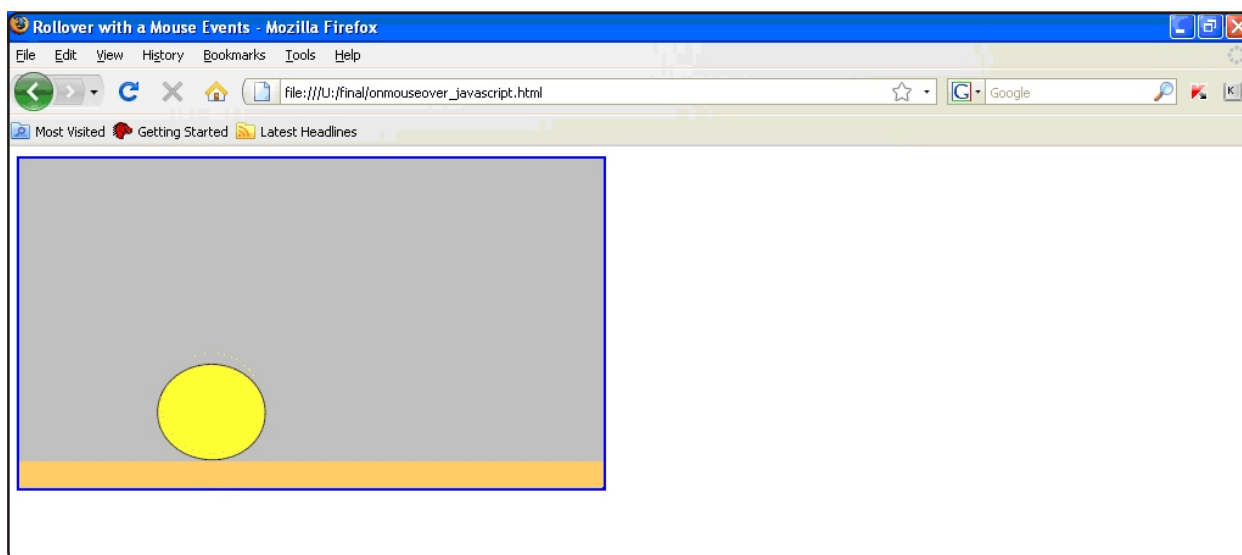 Rollover with a Mouse Events - Mozilla Firefox
File Edit View History Bookmarks Tools Help
file:///U:/final/onmouseover_javascript.html G Google K
Most Visited Getting Started Latest Headlines